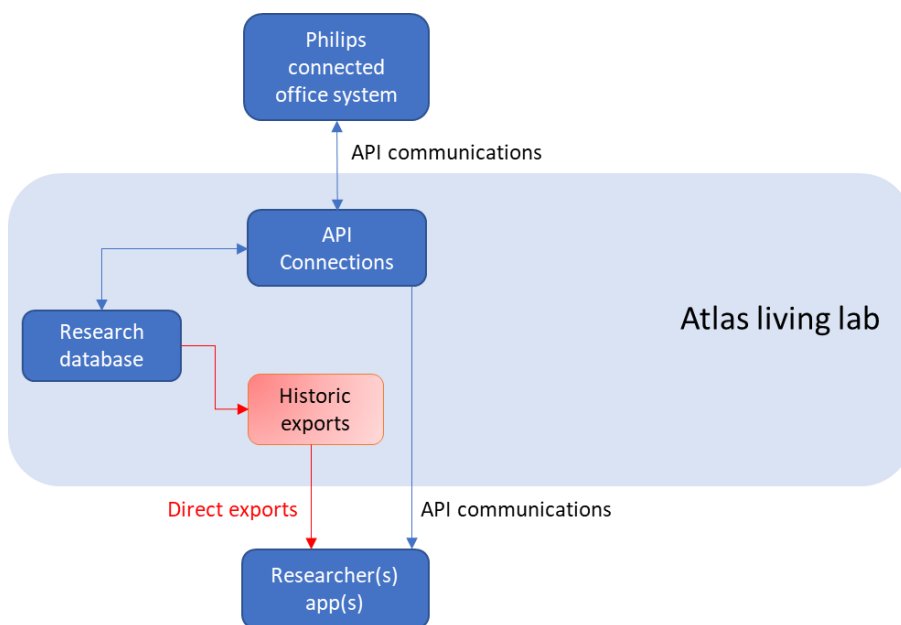 Philips
connected
office system
API communications
API
Connections
Atlas living lab
Research
database
Historic
exports
Direct exports
API communications
Researcher(s)
app(s)